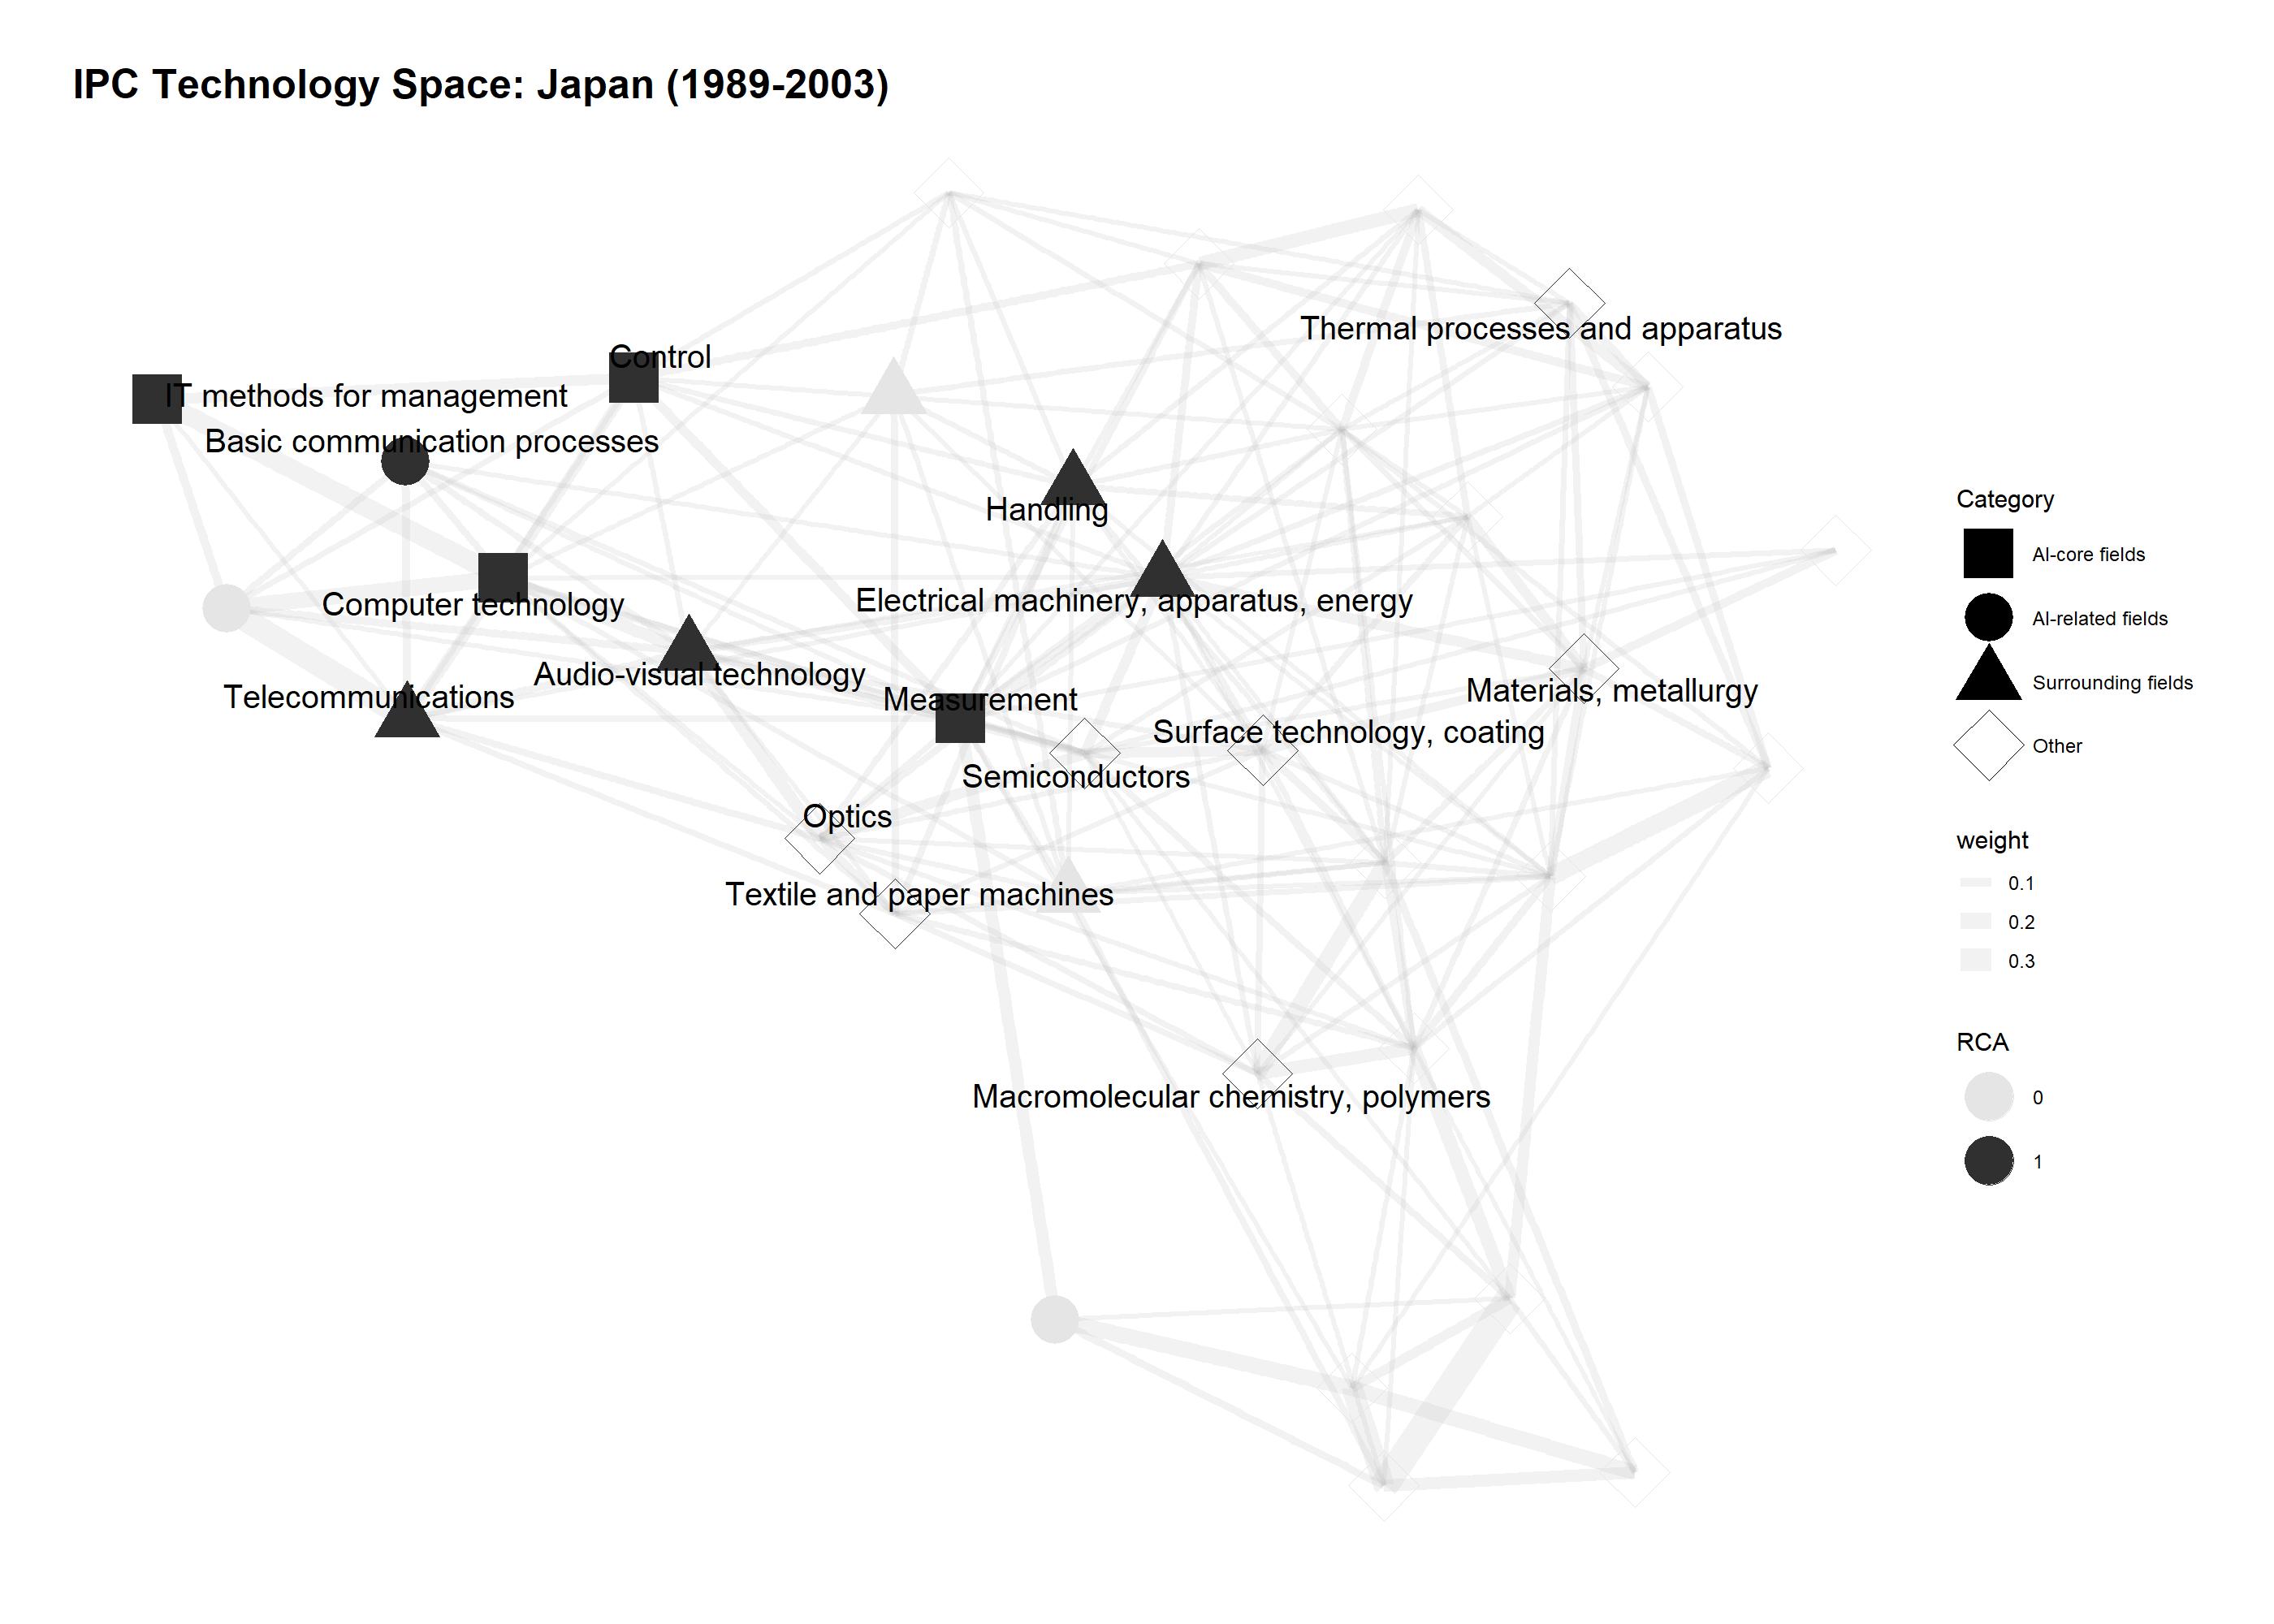 IPC Technology Space: Japan (1989-2003)
Thermal processes and apparatus
Control
IT methods for management
Basic communication processes
Handling
Electrical machinery, apparatus, energy
Computer technology
Audio-visual technology
Telecommunications
Measurement
Materials, metallurgy
Surface technology, coating
Semiconductors
Optics
Textile and paper machines
Macromolecular chemistry, polymers
Category
AI-core fields
AI-related fields
Surrounding fields
Other
weight
0.1
0.2
0.3
RCA
0
1